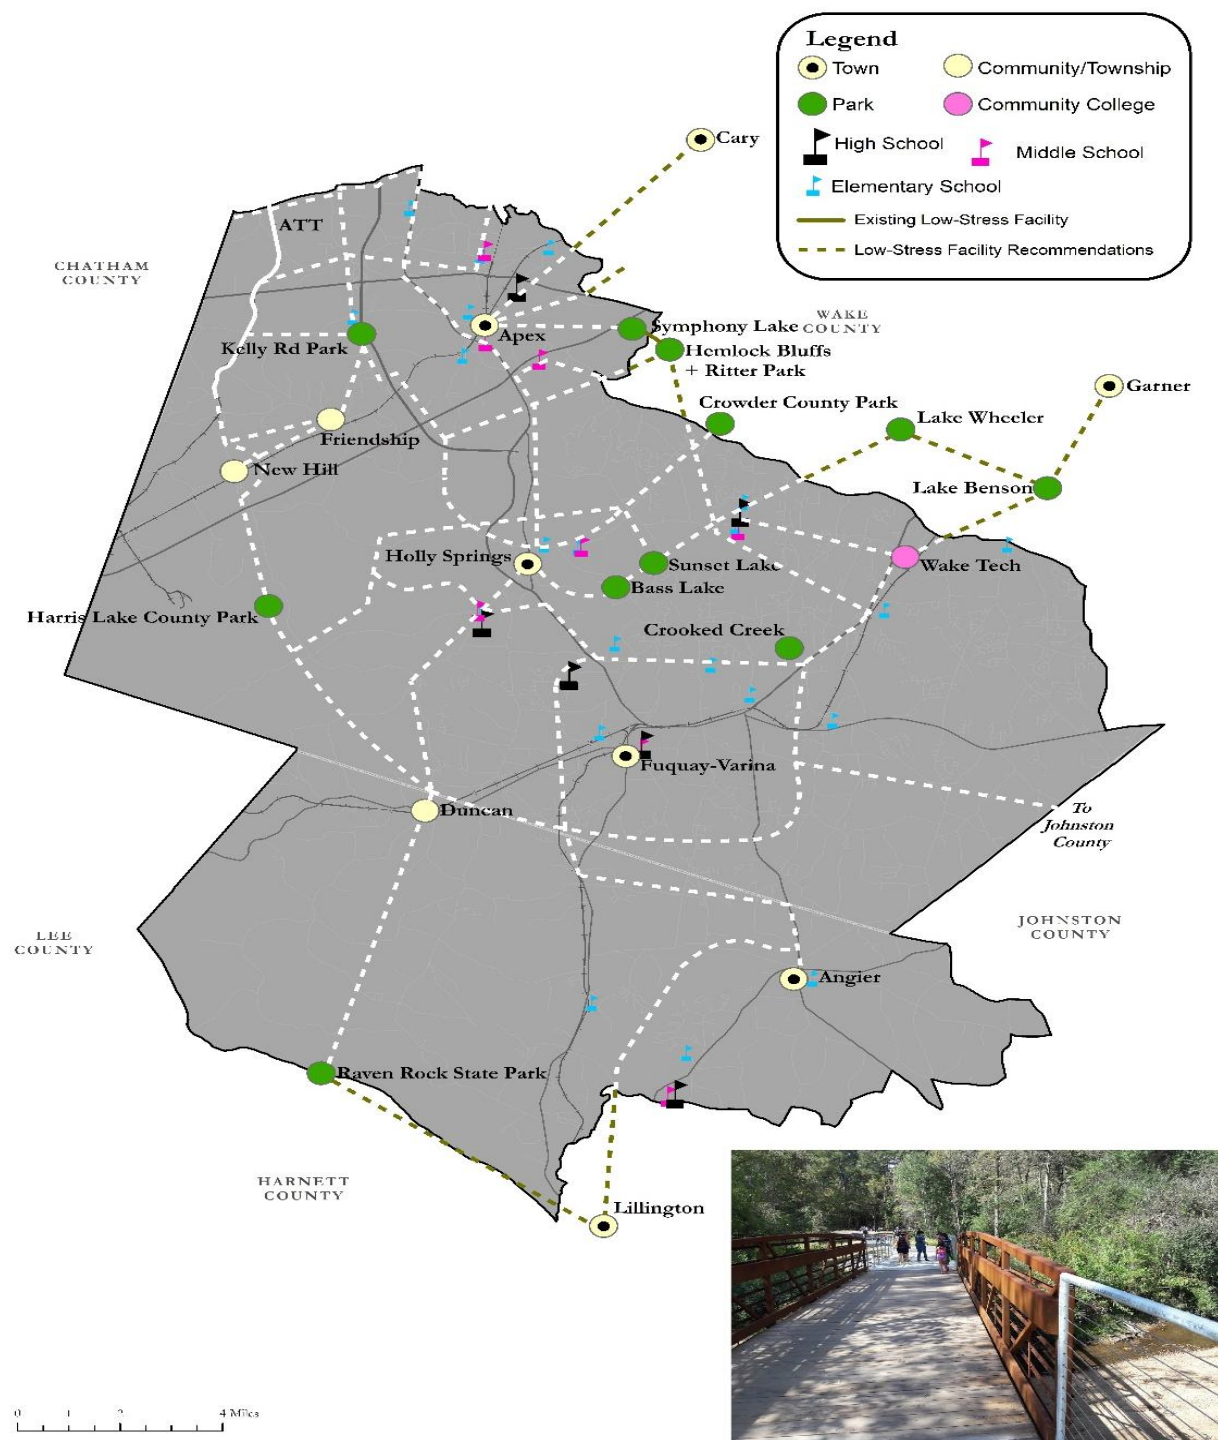 Legend
Town
Community/Township
Park
Community College
High School
Middle School
Elementary School
Existing Low-Stress Facility
Low-Stress Facility Recommendations
Cary
ATT
CHATHAM
COUNTY
WAKE
COUNTY
Apex
Symphony Lake
Kelly Rd Park
Hemlock Bluffs
+ Ritter Park
Garner
Crowder County Park
Lake Wheeler
Friendship
New Hill
Lake Benson
Holly Springs
Sunset Lake
Wake Tech
Bass Lake
Harris Lake County Park
Crooked Creek
Fuquay-Varina
Duncan
To
Johnston
County
LEE
COUNTY
JOHNSTON
COUNTY
Angier
Raven Rock State Park
HARNETT
COUNTY
Lillington
0 1 2 4 Miles